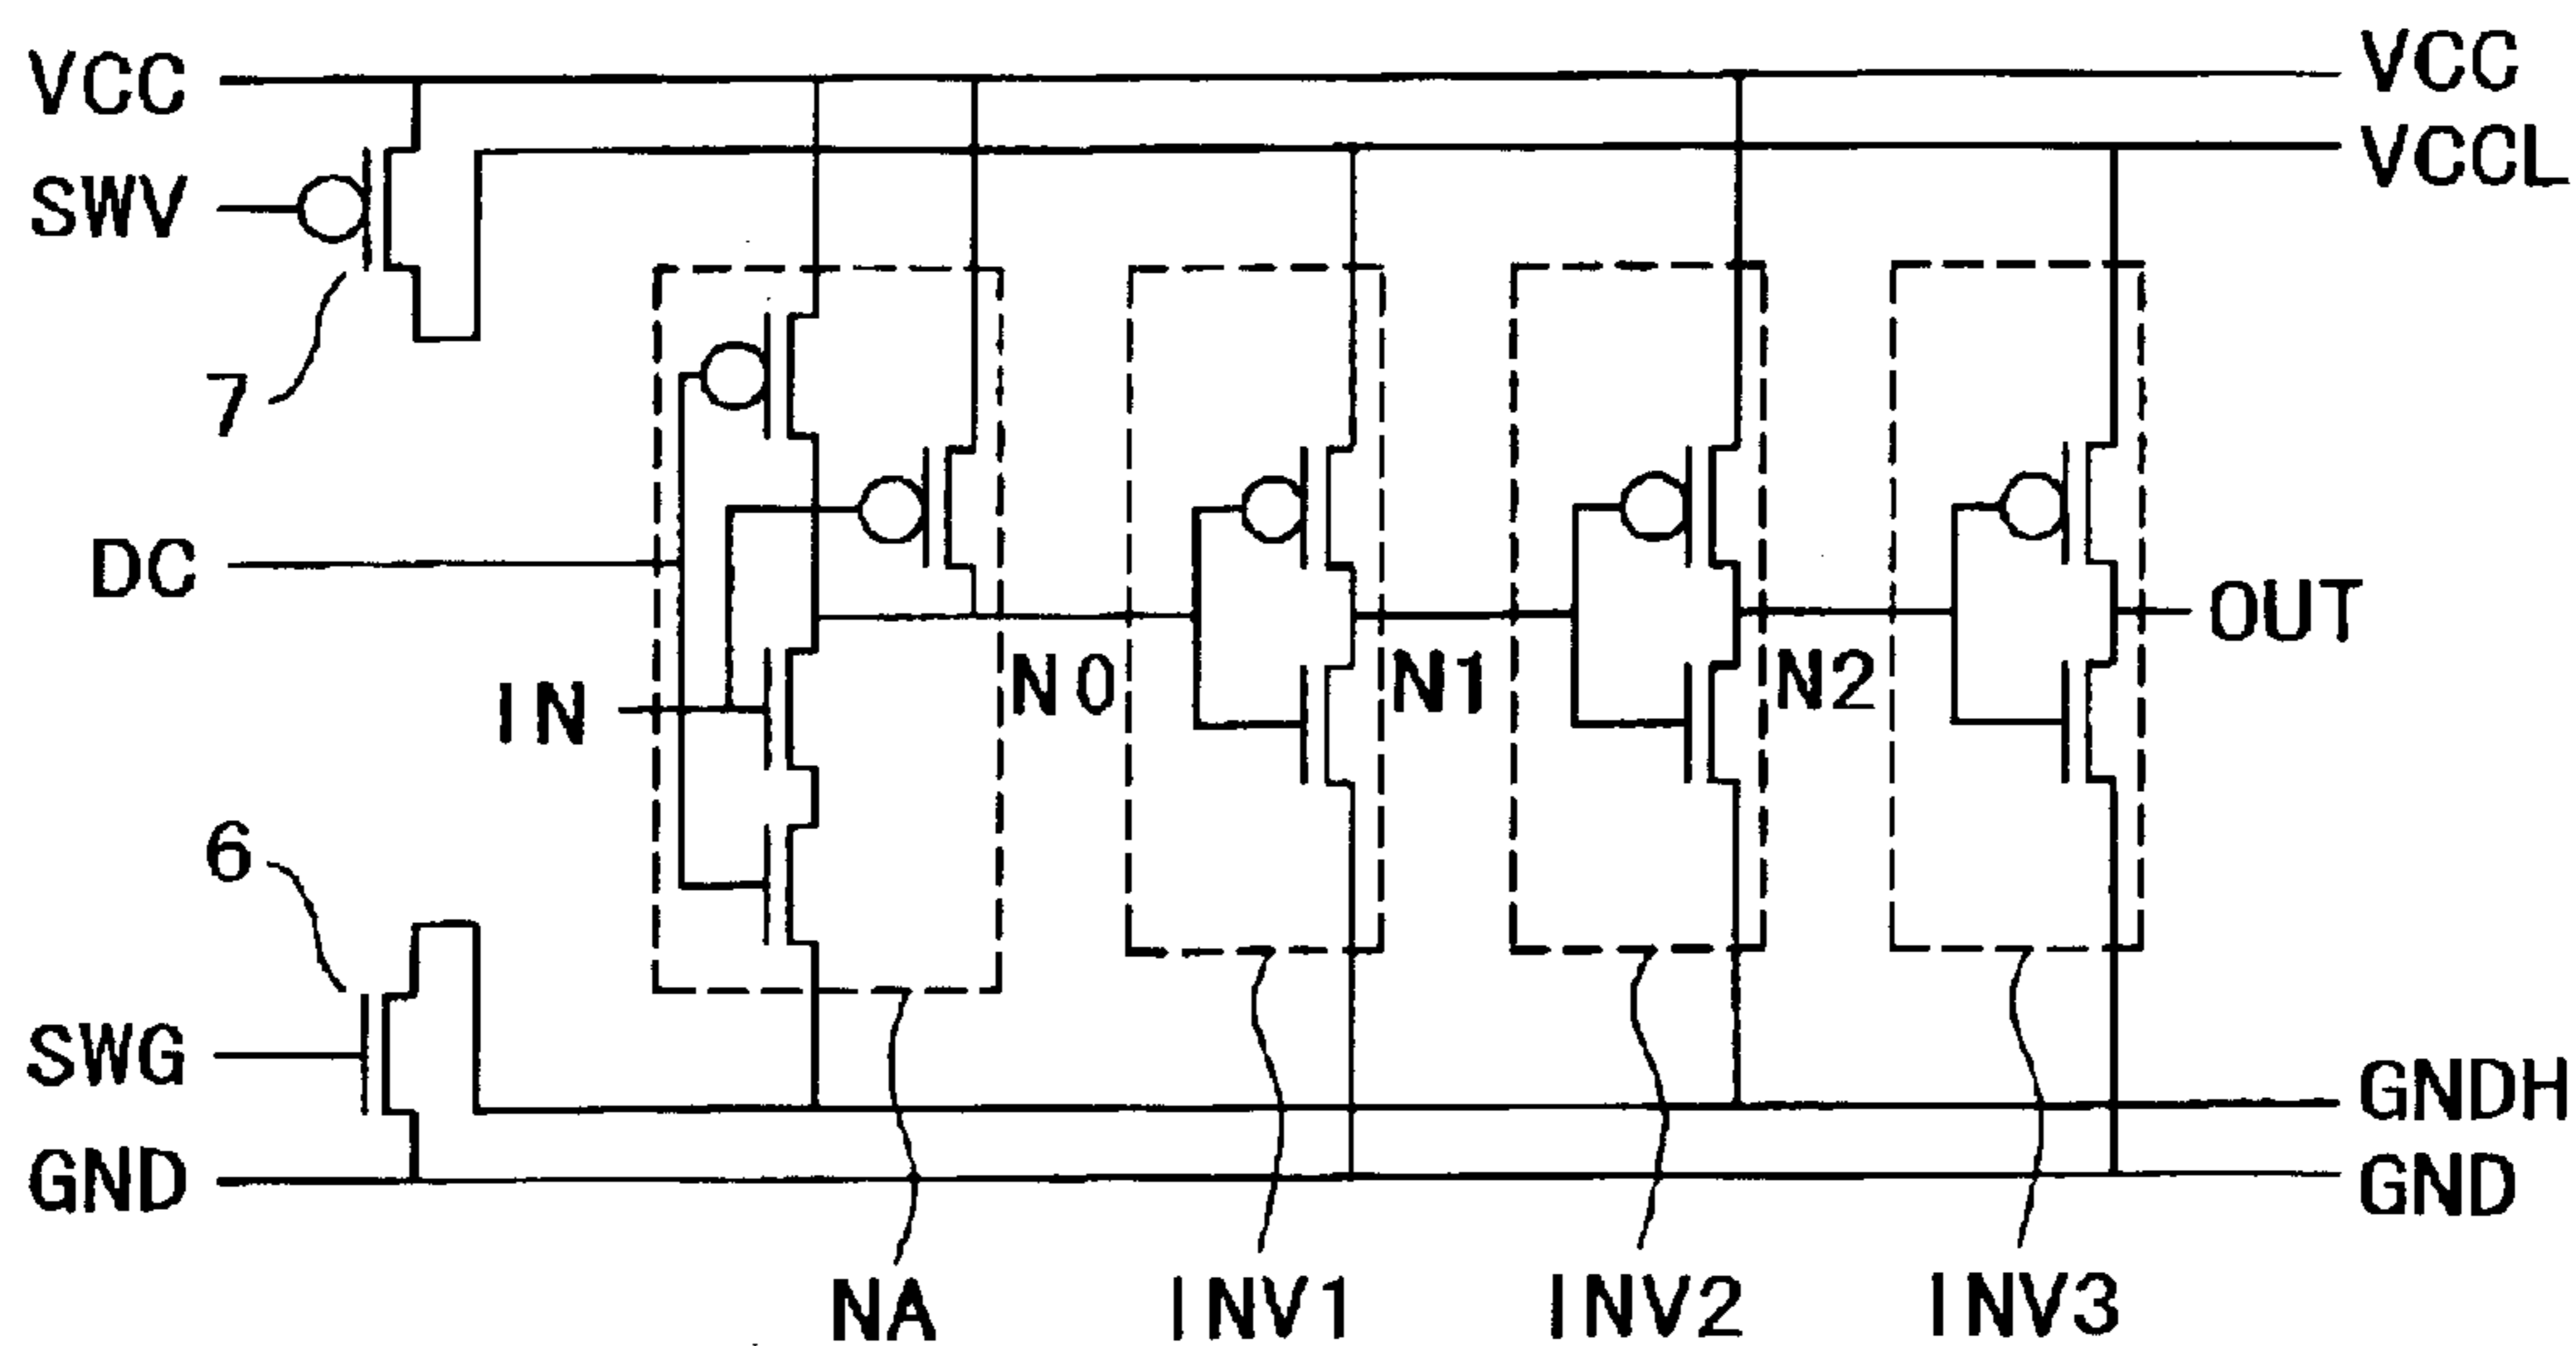 VCC
VCC
VCCL
SWV
7
DC
OUT
IN
N0
N1
N2
6
SWG
GNDH
GND
GND
NA
INV1
INV2
INV3